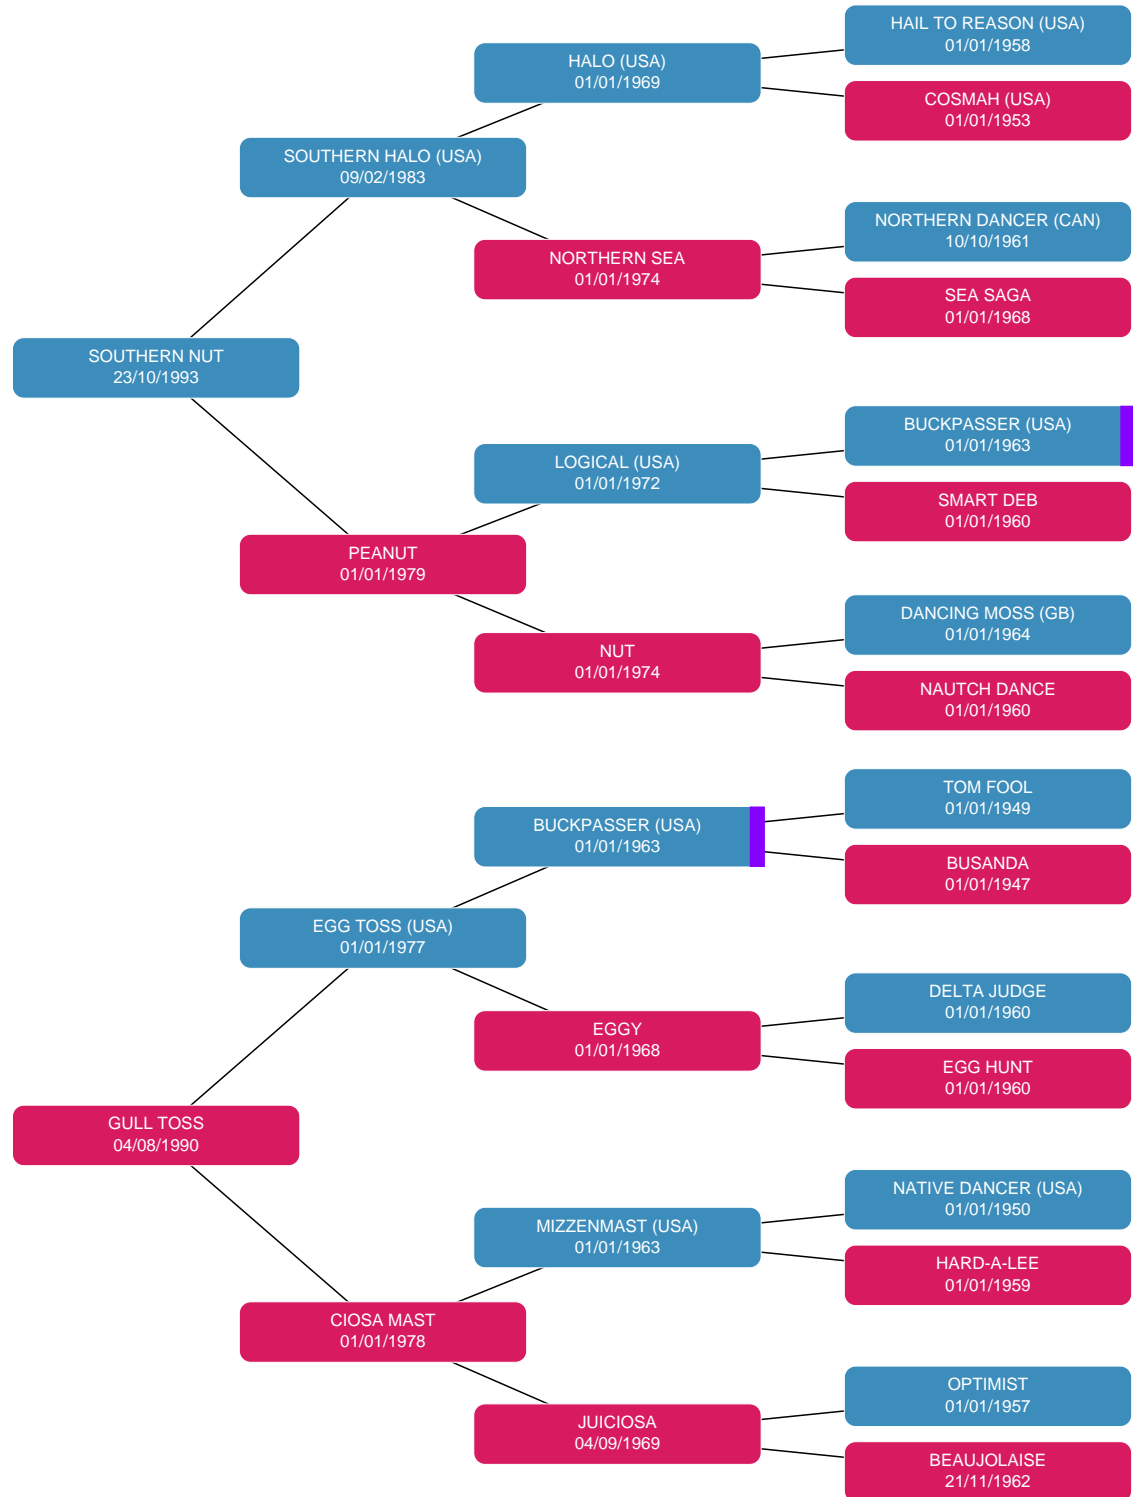 HAIL TO REASON (USA)
01/01/1958
HALO (USA)
01/01/1969
COSMAH (USA)
01/01/1953
SOUTHERN HALO (USA)
09/02/1983
NORTHERN DANCER (CAN)
10/10/1961
NORTHERN SEA
01/01/1974
SEA SAGA
01/01/1968
SOUTHERN NUT
23/10/1993
BUCKPASSER (USA)
01/01/1963
LOGICAL (USA)
01/01/1972
SMART DEB
01/01/1960
PEANUT
01/01/1979
DANCING MOSS (GB)
01/01/1964
NUT
01/01/1974
NAUTCH DANCE
01/01/1960
TOM FOOL
01/01/1949
BUCKPASSER (USA)
01/01/1963
BUSANDA
01/01/1947
EGG TOSS (USA)
01/01/1977
DELTA JUDGE
01/01/1960
EGGY
01/01/1968
EGG HUNT
01/01/1960
GULL TOSS
04/08/1990
NATIVE DANCER (USA)
01/01/1950
MIZZENMAST (USA)
01/01/1963
HARD-A-LEE
01/01/1959
CIOSA MAST
01/01/1978
OPTIMIST
01/01/1957
JUICIOSA
04/09/1969
BEAUJOLAISE
21/11/1962